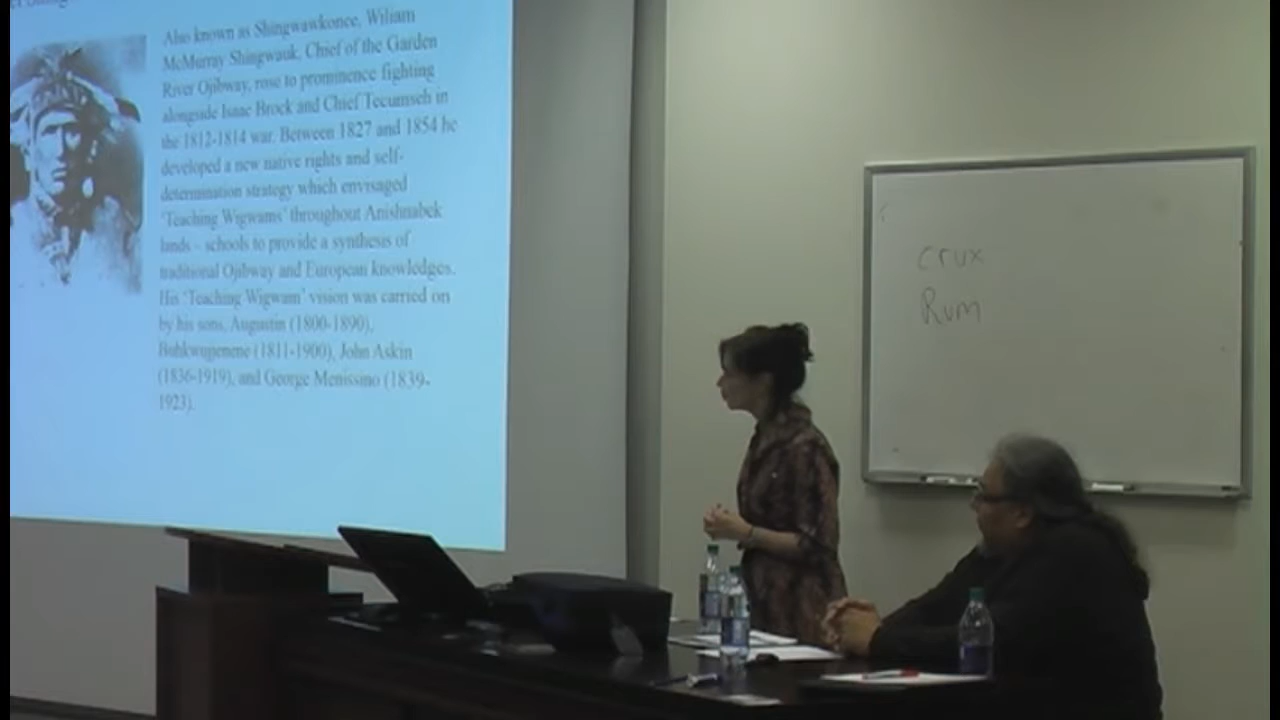 Also known as Shingwawkonce, Wiliam
McMurray Shingwauk, Chief of the Garden
River Ojibway, rose to prominence fighting
alongside Isaac Brock and Chief Tecumseh in
the 1812-1814 war. Between 1827 and 1854 he
developed a new native rights and self-
determination strategy which envisaged
‘Teaching Wigwams’ throughout Anishnabek
lands – schools to provide a synthesis of
traditional Ojibway and European knowledges.
His ‘Teaching Wigwam’ vision was carried on
by his sons, Augustin (1800-1890),
Buhkwujjenene (1811-1900), John Askin
(1836-1919), and George Menissino (1839-
1923).
crux
Rum